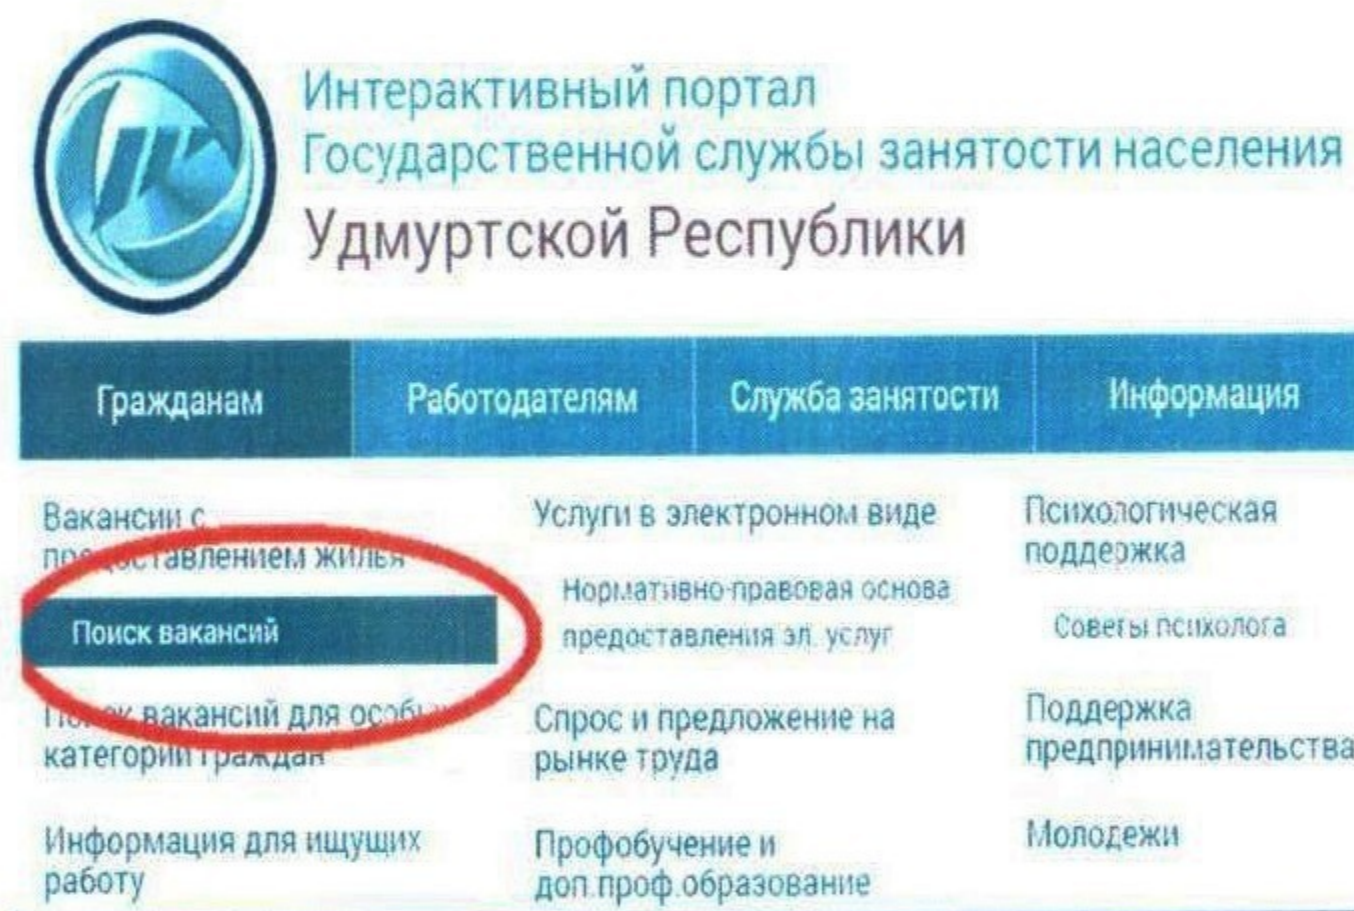 Интерактивный портал
Государственной службы занятости населения
Удмуртской Республики
Гражданам
Работодателям
Служба занятости
Информация
Вакансии с
предоставлением жилья
Поиск вакансий
Поиск вакансий для особых
категорий граждан
Информация для ищущих
работу
Услуги в электронном виде
Нормативно-правовая основа
предоставления эл. услуг
Спрос и предложение на
рынке труда
Профобучение и
доп.проф.образование
Психологическая
поддержка
Советы психолога
Поддержка
предпринимательства
Молодежи